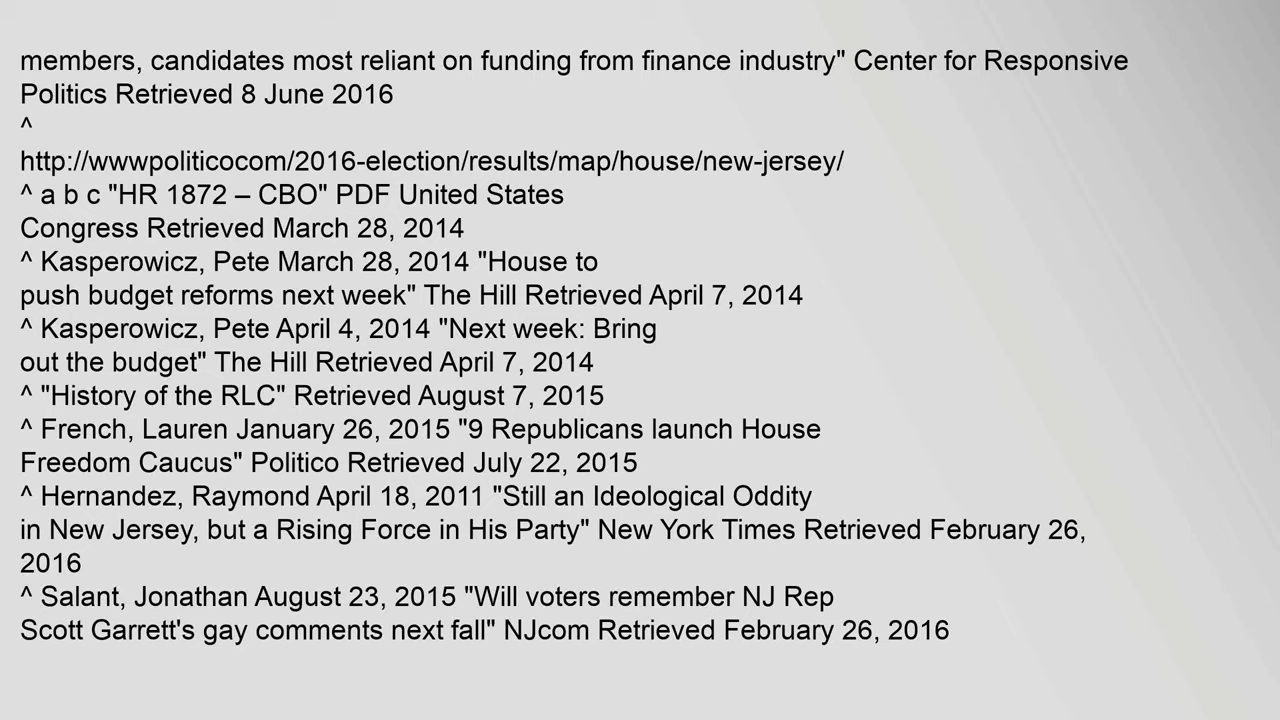 members, candidates most reliant on funding from finance industry" Center for Responsive
Politics Retrieved 8 June 2016
^
http://wwwpoliticocom/2016-election/results/map/house/new-jersey/
^ a b c "HR 1872 – CBO" PDF United States
Congress Retrieved March 28, 2014
^ Kasperowicz, Pete March 28, 2014 "House to
push budget reforms next week" The Hill Retrieved April 7, 2014
^ Kasperowicz, Pete April 4, 2014 "Next week: Bring
out the budget" The Hill Retrieved April 7, 2014
^ "History of the RLC" Retrieved August 7, 2015
^ French, Lauren January 26, 2015 "9 Republicans launch House
Freedom Caucus" Politico Retrieved July 22, 2015
^ Hernandez, Raymond April 18, 2011 "Still an Ideological Oddity
in New Jersey, but a Rising Force in His Party" New York Times Retrieved February 26,
2016
^ Salant, Jonathan August 23, 2015 "Will voters remember NJ Rep
Scott Garrett's gay comments next fall" NJcom Retrieved February 26, 2016